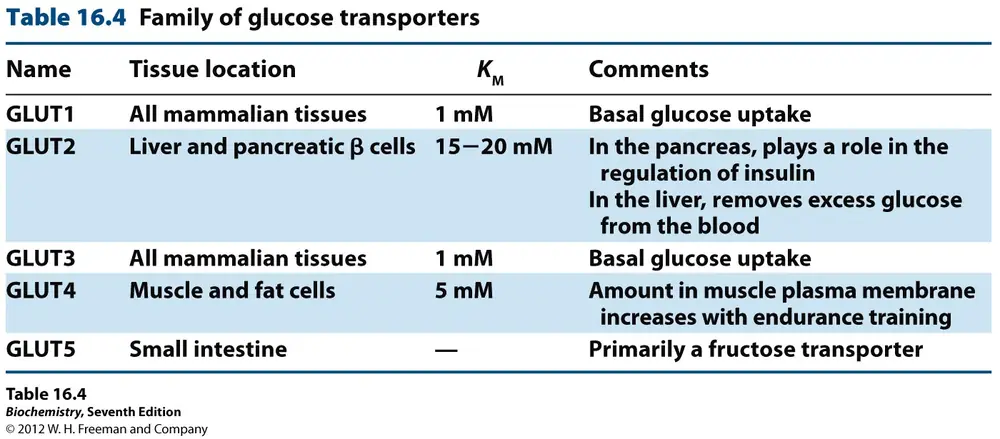 Table 16.4 Family of glucose transporters
Name Tissue location KM Comments
GLUT1 All mammalian tissues 1 mM Basal glucose uptake
GLUT2 Liver and pancreatic β cells 15−20 mM In the pancreas, plays a role in the
regulation of insulin
In the liver, removes excess glucose
from the blood
GLUT3 All mammalian tissues 1 mM Basal glucose uptake
GLUT4 Muscle and fat cells 5 mM Amount in muscle plasma membrane
increases with endurance training
GLUT5 Small intestine — Primarily a fructose transporter
Table 16.4
Biochemistry, Seventh Edition
© 2012 W. H. Freeman and Company